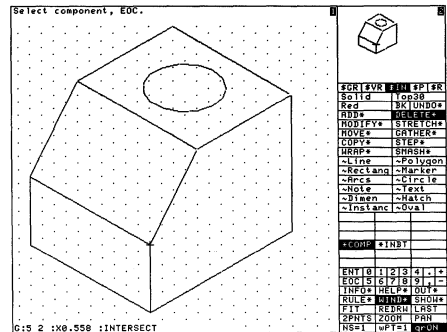 Select component, EOC.
1
2
$GR $VR $IN $P $R
Solid Top30
Red BK UNDO*
ADD* DELETE*
MODIFY* STRETCH*
MOVE* GATHER*
COPY* STEP*
WRAP* SMASH*
~Line ~Polygon
~Rectang ~Marker
~Arcs ~Circle
~Note ~Text
~Dimen ~Hatch
~Instanc ~Oval
*COMP *INBT
ENT 0 1 2 3 4 . +
EOC 5 6 7 8 9 , -
INFO* HELP* OUT*
RULE* WIND* SHOW*
FIT REDRW LAST
2PNTS ZOOM PAN
NS=1 wPT=1 grON
G:5 2 :X0.558 :INTERSECT